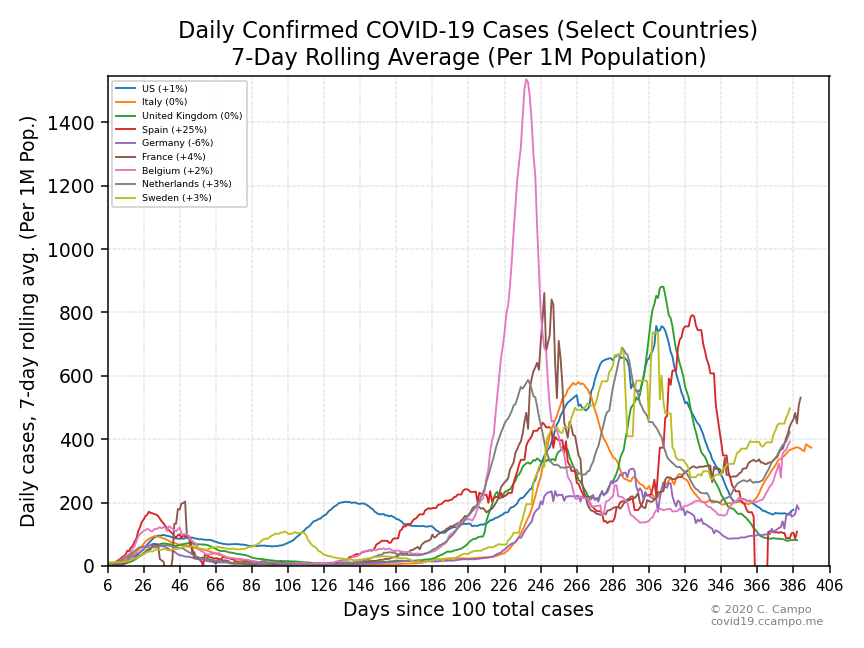 Daily Confirmed COVID-19 Cases (Select Countries)
7-Day Rolling Average (Per 1M Population)
Daily cases, 7-day rolling avg. (Per 1M Pop.)
1400
1200
1000
800
600
400
200
0
US (+1%)
Italy (0%)
United Kingdom (0%)
Spain (+25%)
Germany (-6%)
France (+4%)
Belgium (+2%)
Netherlands (+3%)
Sweden (+3%)
6 26 46 66 86 106 126 146 166 186 206 226 246 266 286 306 326 346 366 386 406
Days since 100 total cases
© 2020 C. Campo
covid19.ccampo.me